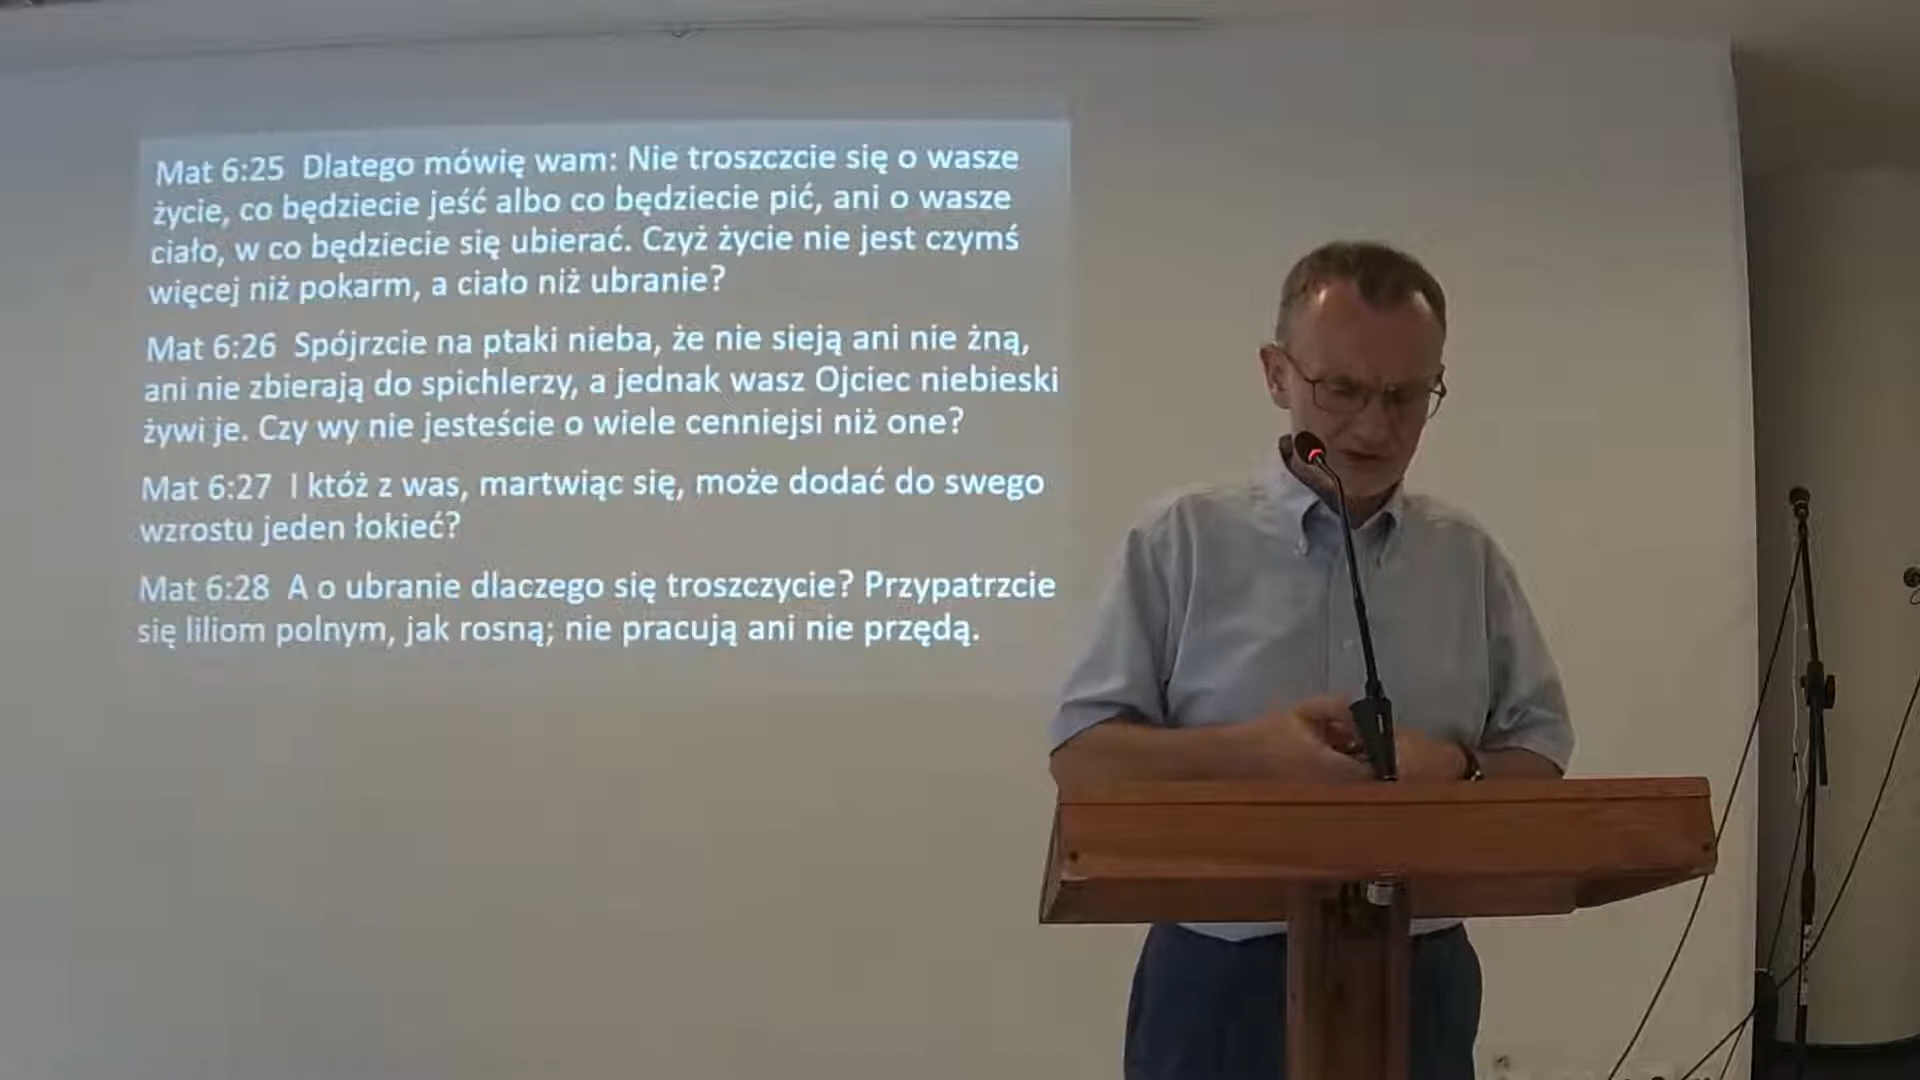 Mat 6:25  Dlatego mówię wam: Nie troszczcie się o wasze
życie, co będziecie jeść albo co będziecie pić, ani o wasze
ciało, w co będziecie się ubierać. Czyż życie nie jest czymś
więcej niż pokarm, a ciało niż ubranie?
Mat 6:26  Spójrzcie na ptaki nieba, że nie sieją ani nie żną,
ani nie zbierają do spichlerzy, a jednak wasz Ojciec niebieski
żywi je. Czy wy nie jesteście o wiele cenniejsi niż one?
Mat 6:27  I któż z was, martwiąc się, może dodać do swego
wzrostu jeden łokieć?
Mat 6:28  A o ubranie dlaczego się troszczycie? Przypatrzcie
się liliom polnym, jak rosną; nie pracują ani nie przędą.